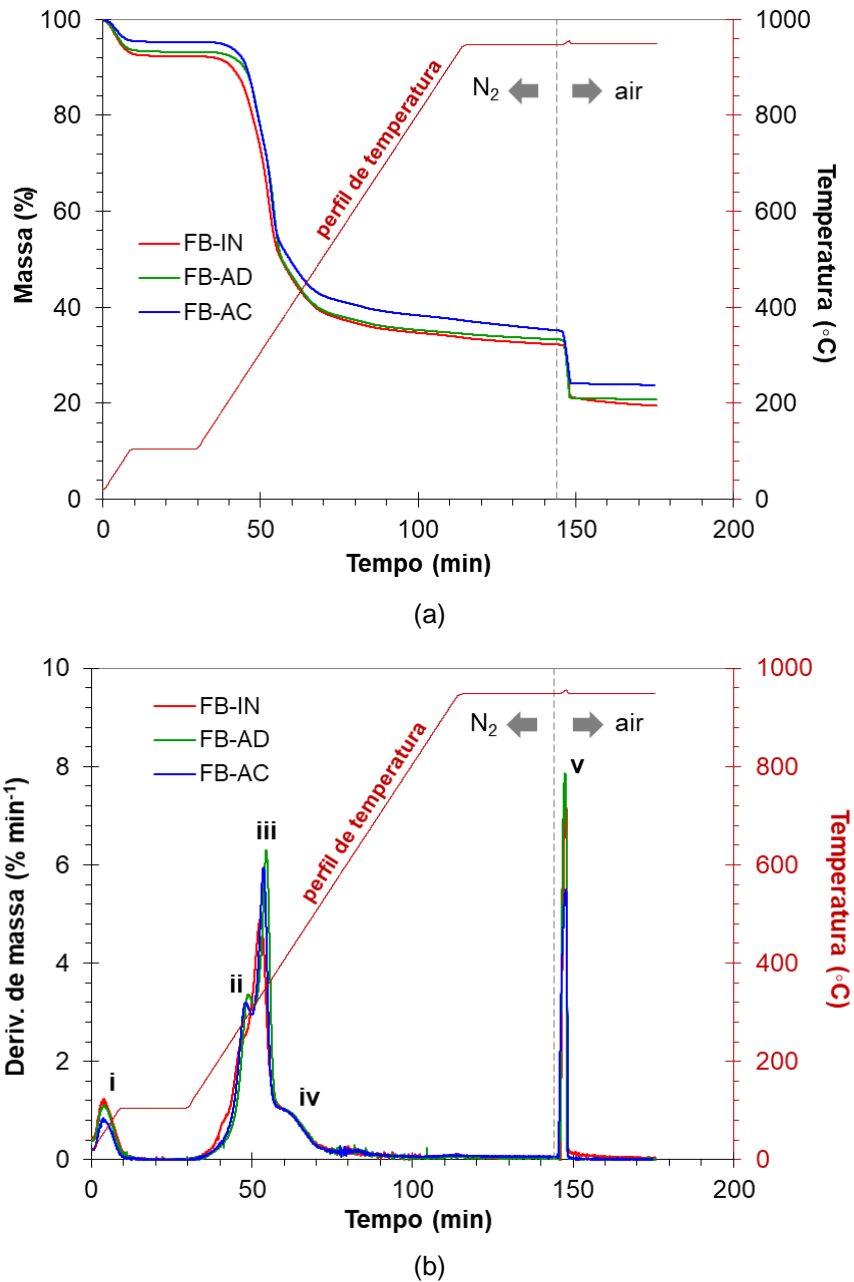 100
80
60
40
20
0
Massa (%)
1000
800
600
400
200
0
Temperatura (◦C)
N2
air
perfil de temperatura
FB-IN
FB-AD
FB-AC
0
50
100
150
200
Tempo (min)
(a)
10
8
6
4
2
0
Deriv. de massa (% min-1)
1000
800
600
400
200
0
Temperatura (◦C)
FB-IN
FB-AD
FB-AC
N2
air
perfil de temperatura
i
ii
iii
iv
v
0
50
100
150
200
Tempo (min)
(b)